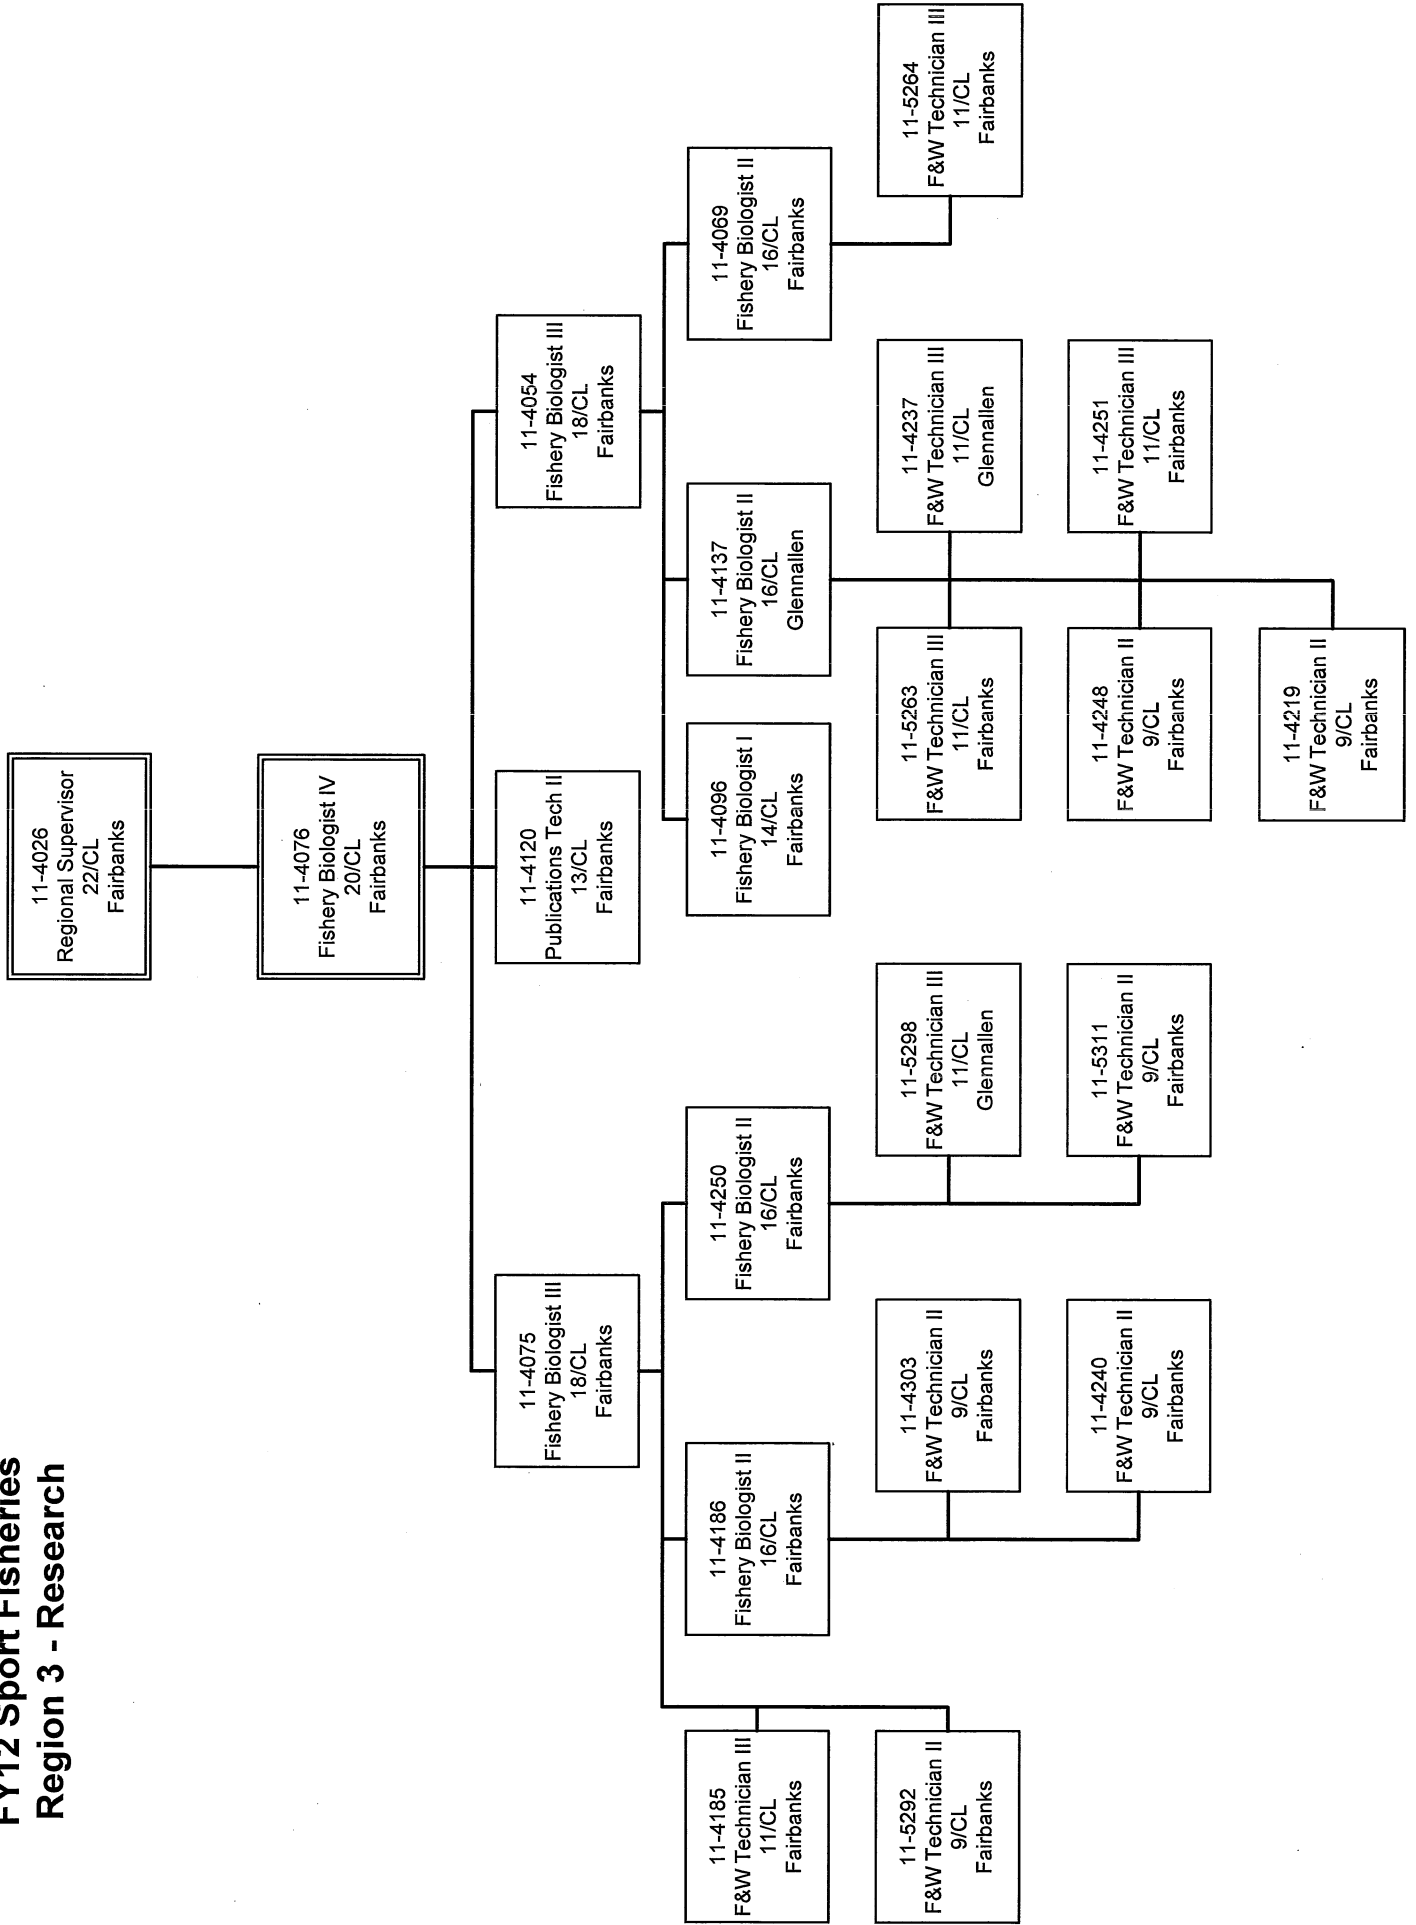 FY12 Sport Fisheries
Region 3 - Research
11-4026
Regional Supervisor
22/CL
Fairbanks
11-4076
Fishery Biologist IV
20/CL
Fairbanks
11-4075
Fishery Biologist III
18/CL
Fairbanks
11-4120
Publications Tech II
13/CL
Fairbanks
11-4054
Fishery Biologist III
18/CL
Fairbanks
11-4185
F&W Technician III
11/CL
Fairbanks
11-4186
Fishery Biologist II
16/CL
Fairbanks
11-4250
Fishery Biologist II
16/CL
Fairbanks
11-4096
Fishery Biologist I
14/CL
Fairbanks
11-4137
Fishery Biologist II
16/CL
Glennallen
11-4069
Fishery Biologist II
16/CL
Fairbanks
11-5292
F&W Technician II
9/CL
Fairbanks
11-4303
F&W Technician II
9/CL
Fairbanks
11-5298
F&W Technician III
11/CL
Glennallen
11-5263
F&W Technician III
11/CL
Fairbanks
11-4237
F&W Technician III
11/CL
Glennallen
11-5264
F&W Technician III
11/CL
Fairbanks
11-4240
F&W Technician II
9/CL
Fairbanks
11-5311
F&W Technician II
9/CL
Fairbanks
11-4248
F&W Technician II
9/CL
Fairbanks
11-4251
F&W Technician III
11/CL
Fairbanks
11-4219
F&W Technician II
9/CL
Fairbanks